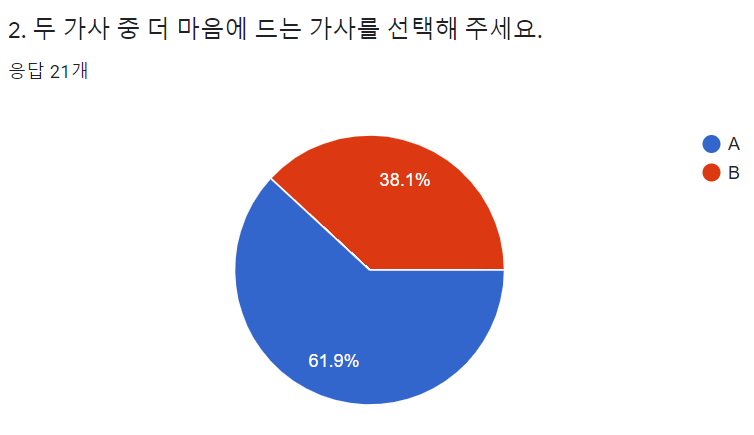 2. 두 가사 중 더 마음에 드는 가사를 선택해 주세요.
응답 21개
A
B
38.1%
61.9%